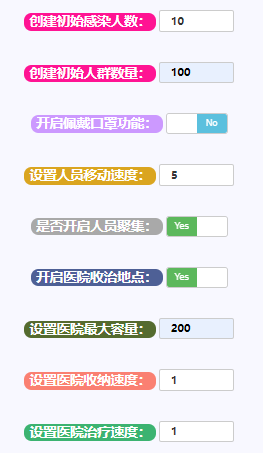 创建初始感染人数： 10
创建初始人群数量： 100
开启佩戴口罩功能： No
设置人员移动速度： 5
是否开启人员聚集： Yes
开启医院收治地点： Yes
设置医院最大容量： 200
设置医院收纳速度： 1
设置医院治疗速度： 1